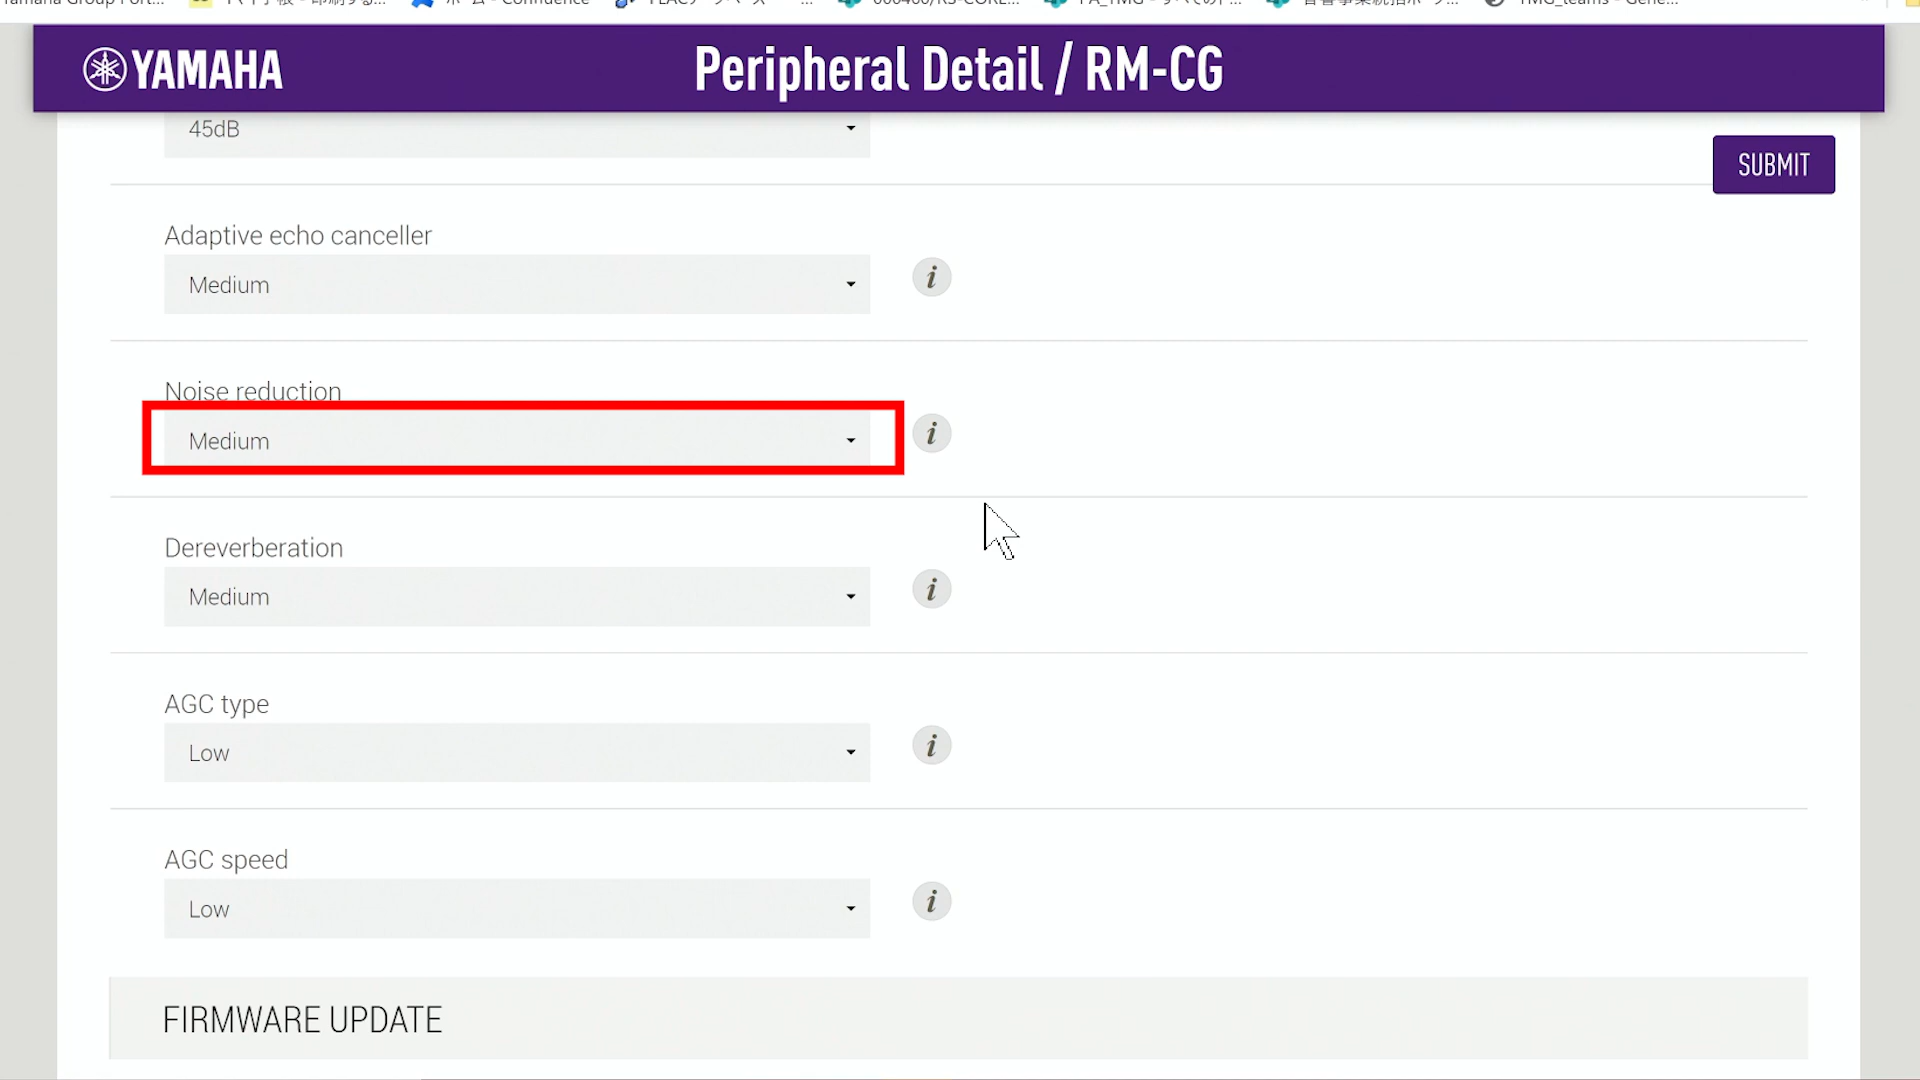 YAMAHA
Peripheral Detail / RM-CG
45dB
SUBMIT
Adaptive echo canceller
Medium
i
Noise reduction
Medium
i
Dereverberation
Medium
i
AGC type
Low
i
AGC speed
Low
i
FIRMWARE UPDATE